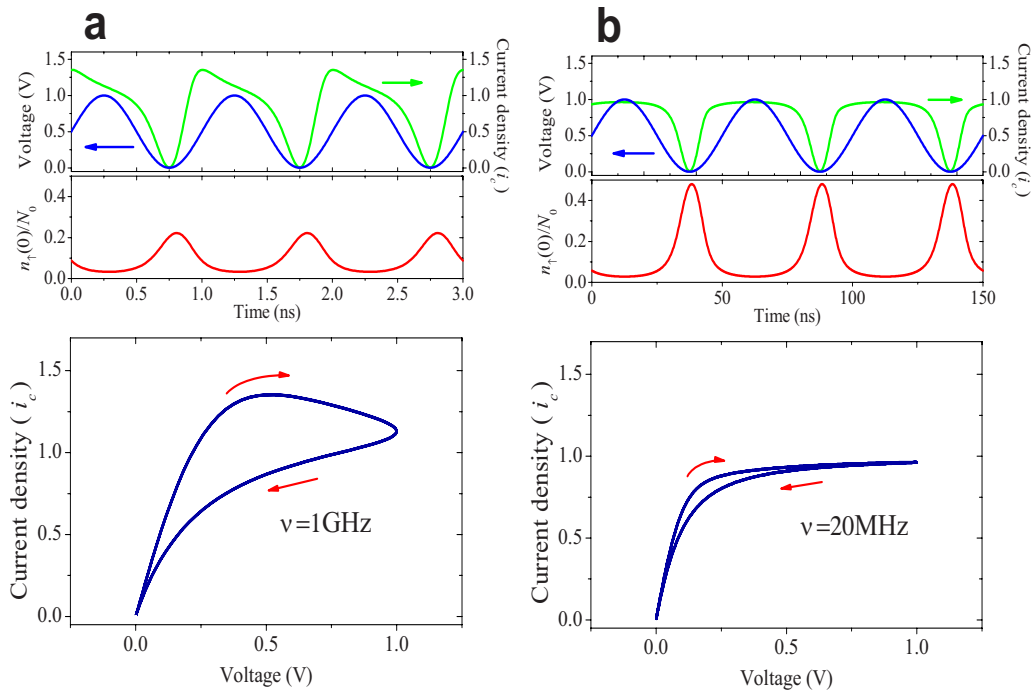 a
Voltage (V)
1.5
1.0
0.5
0.0
1.5
1.0
0.5
0.0
Current density (i_c)
n↑(0)/N₀
0.4
0.2
0.0
0.0 0.5 1.0 1.5 2.0 2.5 3.0
Time (ns)
Current density ( i_c )
1.5
1.0
0.5
0.0
ν=1GHz
0.0 0.5 1.0
Voltage (V)
b
Voltage (V)
1.5
1.0
0.5
0.0
1.5
1.0
0.5
0.0
Current density (i_c)
n↑(0)/N₀
0.4
0.2
0
0 50 100 150
Time (ns)
Current density ( i_c )
1.5
1.0
0.5
0.0
ν=20MHz
0.0 0.5 1.0
Voltage (V)